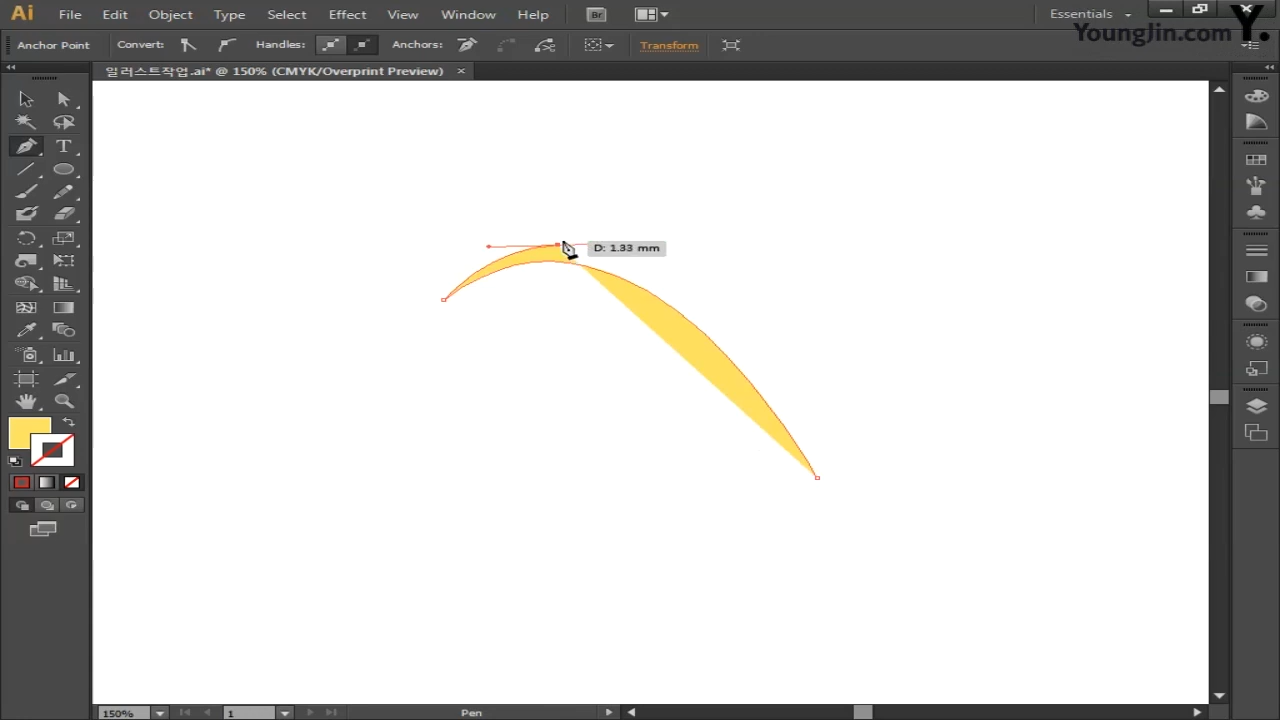 Ai File Edit Object Type Select Effect View Window Help Br Essentials
YoungJin.com Y.
Anchor Point Convert: Handles: Anchors: Transform
일러스트작업.ai* @ 150% (CMYK/Overprint Preview) ×
T
D: 1.33 mm
150% 1 Pen